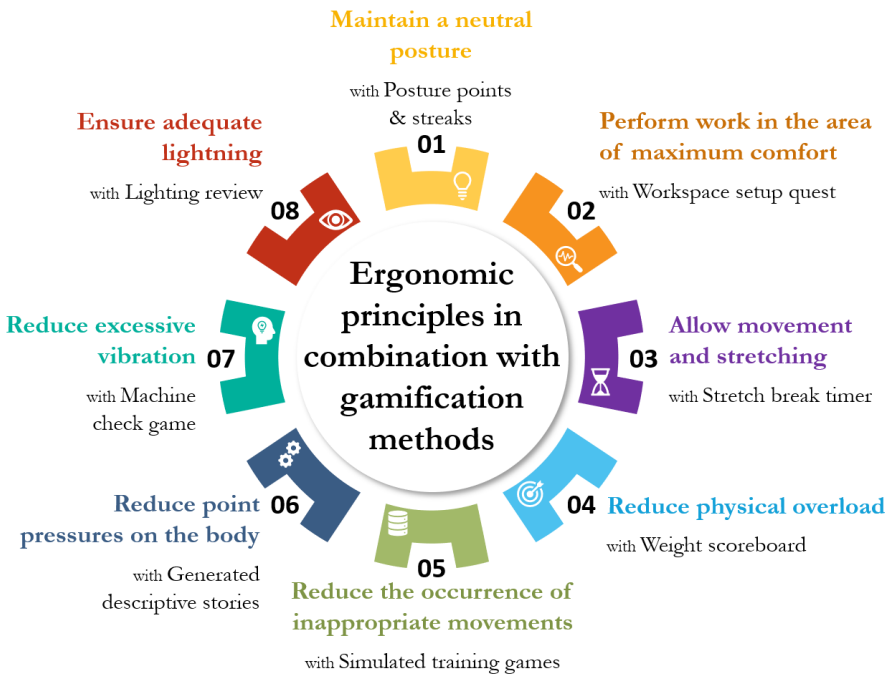 Maintain a neutral
posture
with Posture points
& streaks
01
Perform work in the area
of maximum comfort
with Workspace setup quest
02
Allow movement
and stretching
with Stretch break timer
03
Reduce physical overload
with Weight scoreboard
04
05
Reduce the occurrence of
inappropriate movements
with Simulated training games
06
Reduce point
pressures on the body
with Generated
descriptive stories
07
Reduce excessive
vibration
with Machine
check game
08
Ensure adequate
lightning
with Lighting review
Ergonomic
principles in
combination with
gamification
methods